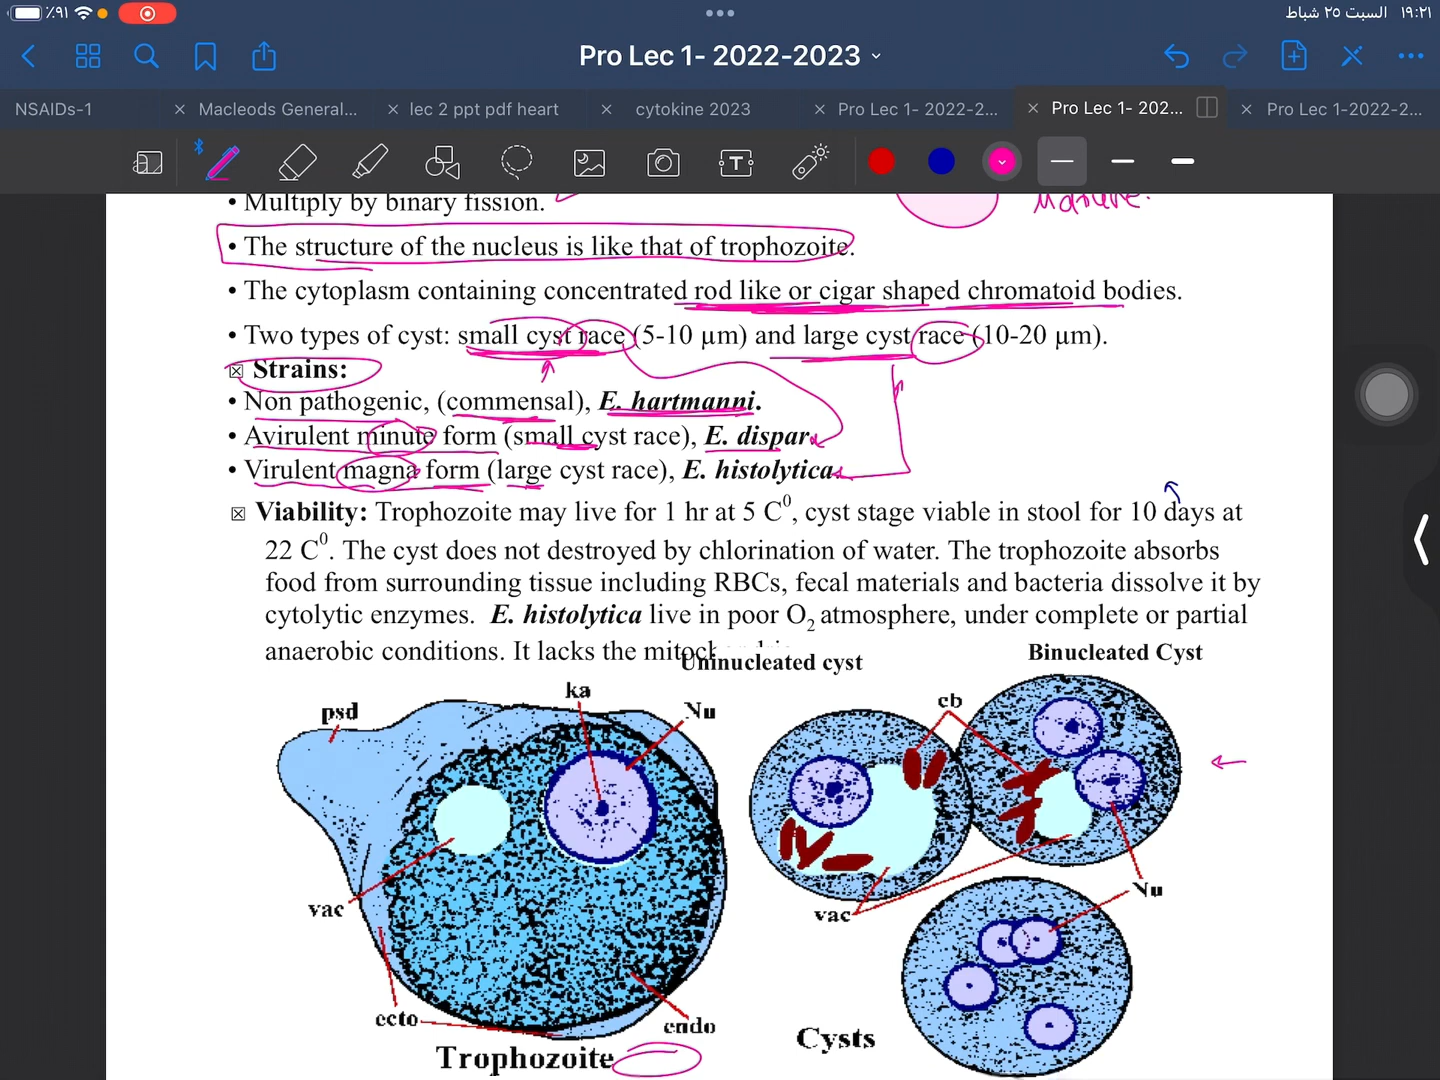 ٪٩١
١٩:٢١ السبت ٢٥ شباط
Pro Lec 1- 2022-2023
NSAIDs-1
Macleods General...
lec 2 ppt pdf heart
cytokine 2023
Pro Lec 1- 2022-2...
Pro Lec 1- 202...
Pro Lec 1-2022-2...
T
• Multiply by binary fission.
Mature.
• The structure of the nucleus is like that of trophozoite.
• The cytoplasm containing concentrated rod like or cigar shaped chromatoid bodies.
• Two types of cyst: small cyst race (5-10 µm) and large cyst race (10-20 µm).
Strains:
• Non pathogenic, (commensal), E. hartmanni.
• Avirulent minute form (small cyst race), E. dispar
• Virulent magna form (large cyst race), E. histolytica
Viability: Trophozoite may live for 1 hr at 5 C⁰, cyst stage viable in stool for 10 days at
22 C⁰. The cyst does not destroyed by chlorination of water. The trophozoite absorbs
food from surrounding tissue including RBCs, fecal materials and bacteria dissolve it by
cytolytic enzymes. E. histolytica live in poor O₂ atmosphere, under complete or partial
anaerobic conditions. It lacks the
Uninucleated cyst
Binucleated Cyst
psd
ka
Nu
cb
vac
vac
Nu
ecto
endo
Trophozoite
Cysts